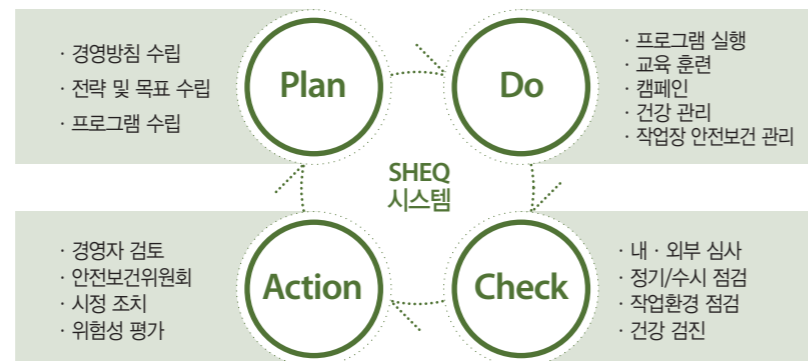 · 경영방침 수립
· 전략 및 목표 수립
· 프로그램 수립
Plan
Do
· 프로그램 실행
· 교육 훈련
· 캠페인
· 건강 관리
· 작업장 안전보건 관리
SHEQ
시스템
· 경영자 검토
· 안전보건위원회
· 시정 조치
· 위험성 평가
Action
Check
· 내 · 외부 심사
· 정기/수시 점검
· 작업환경 점검
· 건강 검진